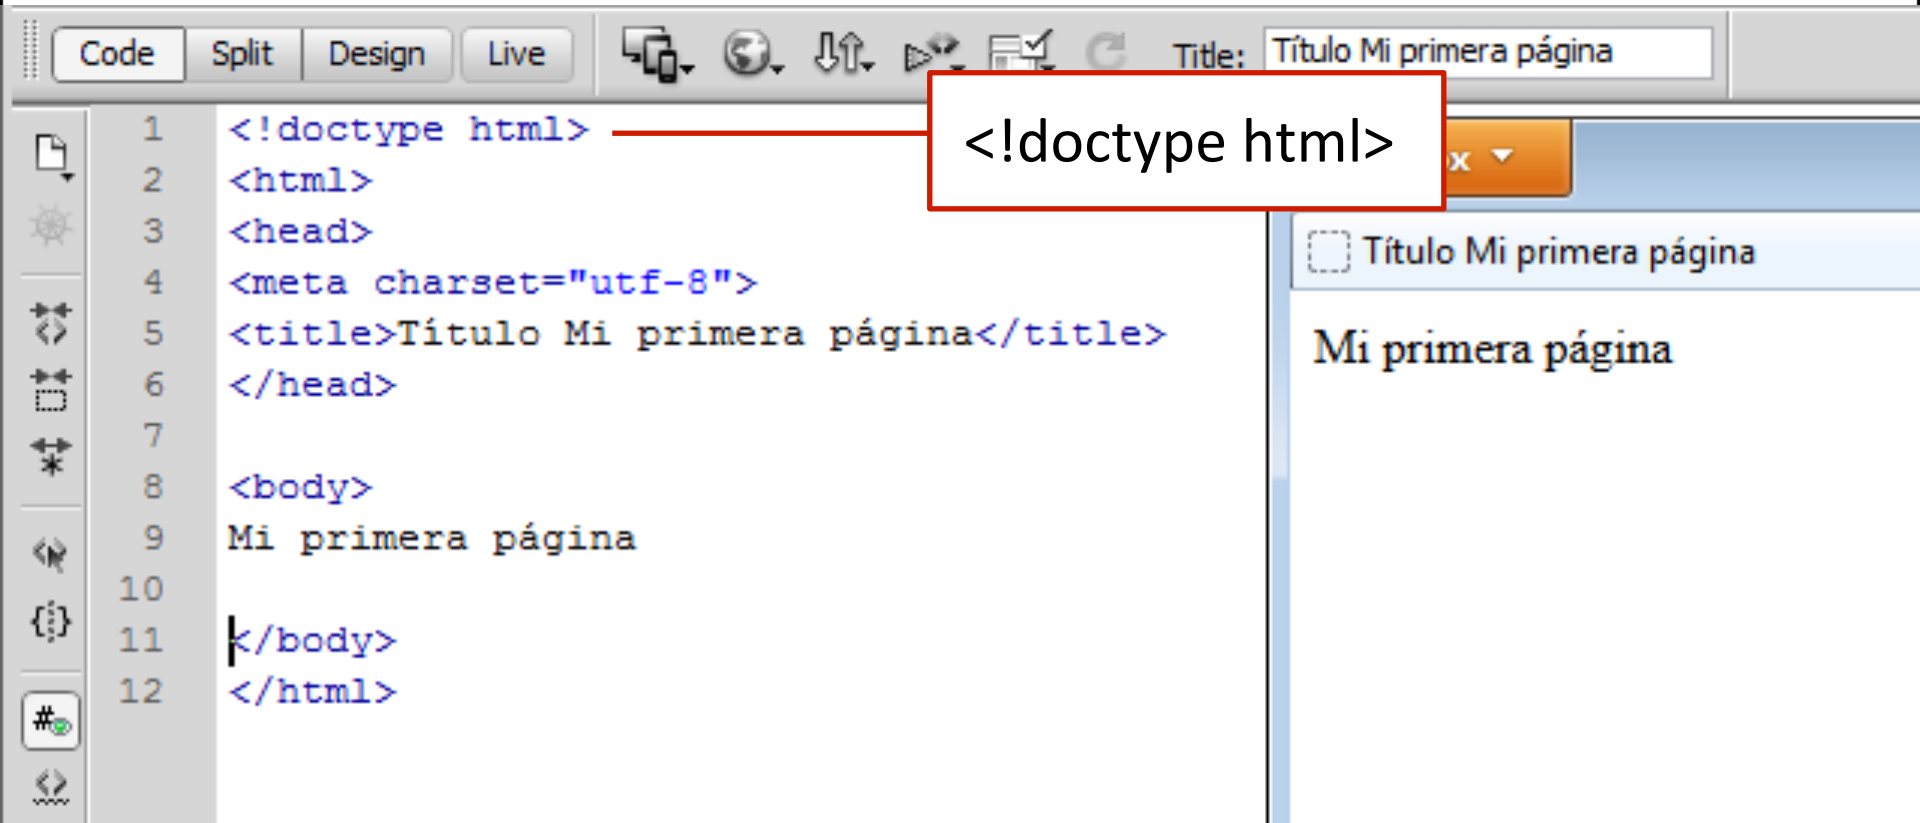 Code Split Design Live Title: Título Mi primera página
<!doctype html>
x
Título Mi primera página
Mi primera página
1 <!doctype html>
2 <html>
3 <head>
4 <meta charset="utf-8">
5 <title>Título Mi primera página</title>
6 </head>
7
8 <body>
9 Mi primera página
10
11 </body>
12 </html>